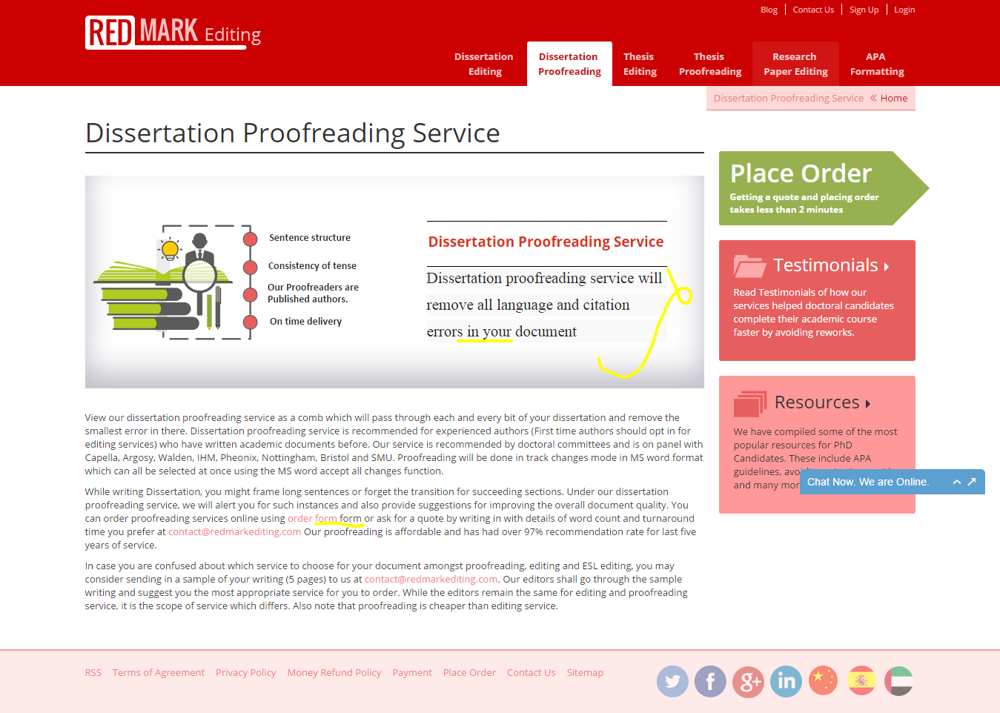 Blog Contact Us Sign Up Login
RED MARK Editing
Dissertation
Editing
Dissertation
Proofreading
Thesis
Editing
Thesis
Proofreading
Research
Paper Editing
APA
Formatting
Dissertation Proofreading Service « Home
Dissertation Proofreading Service
Sentence structure
Consistency of tense
Our Proofreaders are
Published authors.
On time delivery
Dissertation Proofreading Service
Dissertation proofreading service will
remove all language and citation
errors in your document
View our dissertation proofreading service as a comb which will pass through each and every bit of your dissertation and remove the
smallest error in there. Dissertation proofreading service is recommended for experienced authors (First time authors should opt in for
editing services) who have written academic documents before. Our service is recommended by doctoral committees and is on panel with
Capella, Argosy, Walden, IHM, Pheonix, Nottingham, Bristol and SMU. Proofreading will be done in track changes mode in MS word format
which can all be selected at once using the MS word accept all changes function.
While writing Dissertation, you might frame long sentences or forget the transition for succeeding sections. Under our dissertation
proofreading service, we will alert you for such instances and also provide suggestions for improving the overall document quality. You
can order proofreading services online using order form form or ask for a quote by writing in with details of word count and turnaround
time you prefer at contact@redmarkediting.com Our proofreading is affordable and has had over 97% recommendation rate for last five
years of service.
In case you are confused about which service to choose for your document amongst proofreading, editing and ESL editing, you may
consider sending in a sample of your writing (5 pages) to us at contact@redmarkediting.com. Our editors shall go through the sample
writing and suggest you the most appropriate service for you to order. While the editors remain the same for editing and proofreading
service, it is the scope of service which differs. Also note that proofreading is cheaper than editing service.
Place Order
Getting a quote and placing order
takes less than 2 minutes
Testimonials
Read Testimonials of how our
services helped doctoral candidates
complete their academic course
faster by avoiding reworks.
Resources
We have compiled some of the most
popular resources for PhD
Candidates. These include APA
guidelines,
and many
Chat Now. We are Online.
RSS Terms of Agreement Privacy Policy Money Refund Policy Payment Place Order Contact Us Sitemap
f g+ in